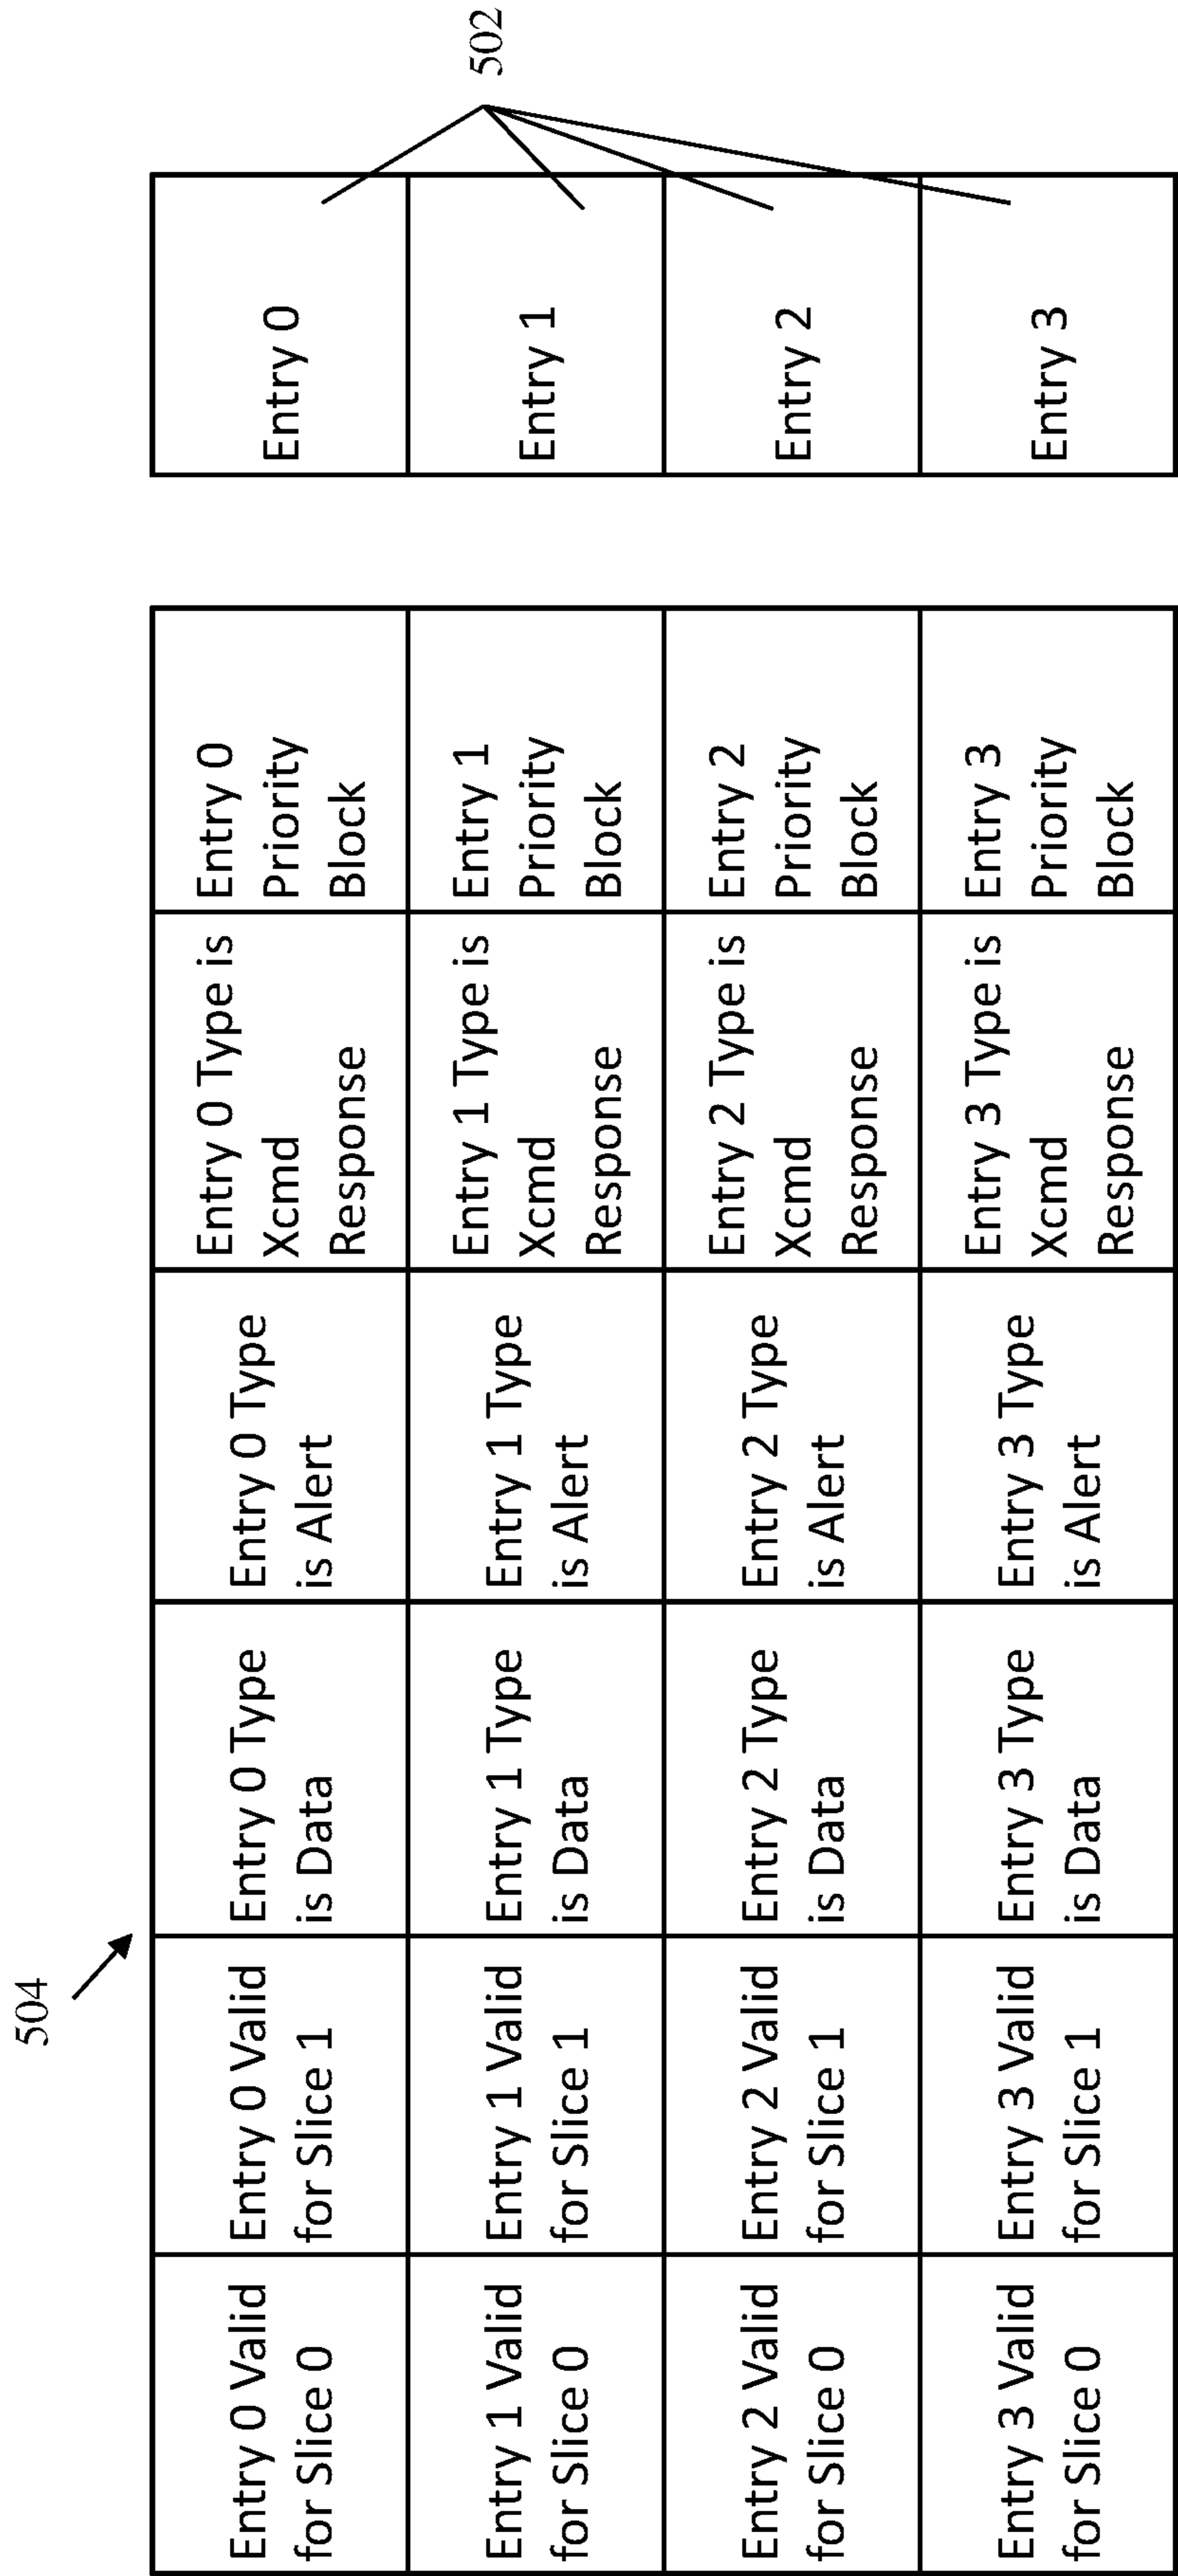 504
Entry 0 Valid
for Slice 0
Entry 0 Valid
for Slice 1
Entry 0 Type
is Data
Entry 0 Type
is Alert
Entry 0 Type is
Xcmd
Response
Entry 0
Priority
Block
Entry 1 Valid
for Slice 0
Entry 1 Valid
for Slice 1
Entry 1 Type
is Data
Entry 1 Type
is Alert
Entry 1 Type is
Xcmd
Response
Entry 1
Priority
Block
Entry 2 Valid
for Slice 0
Entry 2 Valid
for Slice 1
Entry 2 Type
is Data
Entry 2 Type
is Alert
Entry 2 Type is
Xcmd
Response
Entry 2
Priority
Block
Entry 3 Valid
for Slice 0
Entry 3 Valid
for Slice 1
Entry 3 Type
is Data
Entry 3 Type
is Alert
Entry 3 Type is
Xcmd
Response
Entry 3
Priority
Block
Entry 0
Entry 1
Entry 2
Entry 3
502